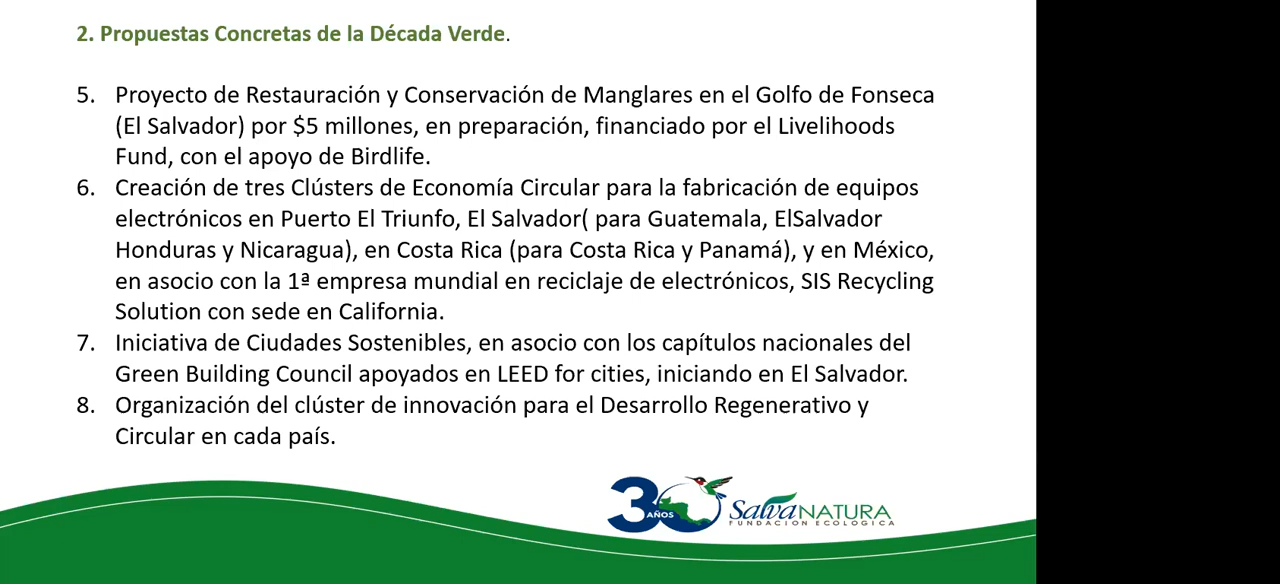 2. Propuestas Concretas de la Década Verde.
5. Proyecto de Restauración y Conservación de Manglares en el Golfo de Fonseca
(El Salvador) por $5 millones, en preparación, financiado por el Livelihoods
Fund, con el apoyo de Birdlife.
6. Creación de tres Clústers de Economía Circular para la fabricación de equipos
electrónicos en Puerto El Triunfo, El Salvador( para Guatemala, ElSalvador
Honduras y Nicaragua), en Costa Rica (para Costa Rica y Panamá), y en México,
en asocio con la 1ª empresa mundial en reciclaje de electrónicos, SIS Recycling
Solution con sede en California.
7. Iniciativa de Ciudades Sostenibles, en asocio con los capítulos nacionales del
Green Building Council apoyados en LEED for cities, iniciando en El Salvador.
8. Organización del clúster de innovación para el Desarrollo Regenerativo y
Circular en cada país.
30 AÑOS SalvaNATURA
FUNDACION ECOLOGICA